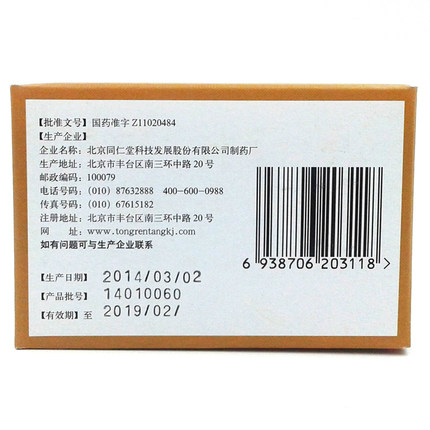 【批准文号】国药准字 Z11020484
【生产企业】
企业名称：北京同仁堂科技发展股份有限公司制药厂
生产地址：北京市丰台区南三环中路 20 号
邮政编码：100079
电话号码：(010) 87632888 400-600-0988
传真号码：(010) 67615182
注册地址：北京市丰台区南三环中路 20 号
网 址：www.tongrentangkj.com
如有问题可与生产企业联系
6 938706 203118 >
【生产日期】 2014/03/02
【产品批号】 14010060
【有效期】 至 2019/02/